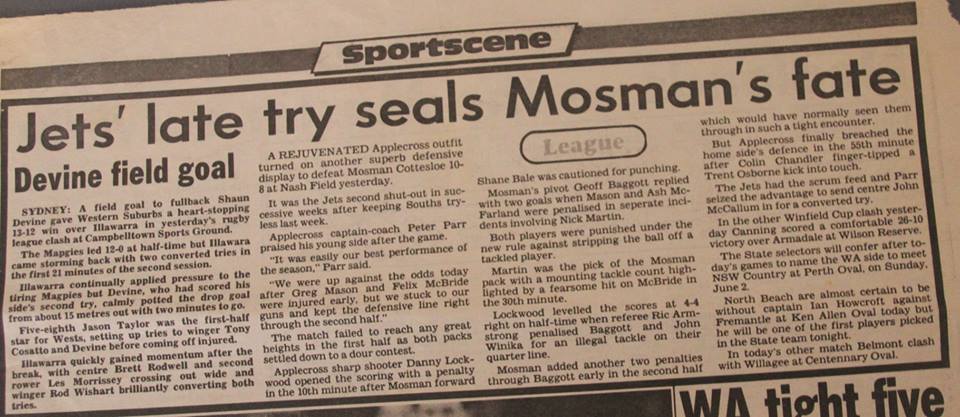 Sportscene
Jets' late try seals Mosman's fate
Devine field goal
SYDNEY: A field goal to fullback Shaun
Devine gave Western Suburbs a heart-stopping
13-12 win over Illawarra in yesterday's rugby
league clash at Campbelltown Sports Ground.
The Magpies led 12-0 at half-time but Illawara
came storming back with two converted tries in
the first 21 minutes of the second session.
Illawarra continually applied pressure to the
tiring Magpies but Devine, who had scored his
side's second try, calmly potted the drop goal
from about 15 metres out with two minutes to go.
Five-eighth Jason Taylor was the first-half
star for Wests, setting up tries to winger Tony
Cosatto and Devine before coming off injured.
Illawarra quickly gained momentum after the
break, with centre Brett Rodwell and second
rower Les Morrissey crossing out wide and
winger Rod Wishart brilliantly converting both
tries.
A REJUVENATED Applecross outfit
turned on another superb defensive
display to defeat Mosman Cottesloe 10-
8 at Nash Field yesterday.
It was the Jets second shut-out in suc-
cessive weeks after keeping Souths try-
less last week.
Applecross captain-coach Peter Parr
praised his young side after the game.
"It was easily our best performance of
the season," Parr said.
"We were up against the odds today
after Greg Mason and Felix McBride
were injured early, but we stuck to our
guns and kept the defensive line right
through the second half."
The match failed to reach any great
heights in the first half as both packs
settled down to a dour contest.
Applecross sharp shooter Danny Lock-
wood opened the scoring with a penalty
in the 10th minute after Mosman forward
League
Shane Bale was cautioned for punching.
Mosman's pivot Geoff Baggott replied
with two goals when Mason and Ash Mc-
Farland were penalised in seperate inci-
dents involving Nick Martin.
Both players were punished under the
new rule against stripping the ball off a
tackled player.
Martin was the pick of the Mosman
pack with a mounting tackle count high-
lighted by a fearsome hit on McBride in
the 30th minute.
Lockwood levelled the scores at 4-4
right on half-time when referee Ric Arm-
strong penalised Baggott and John
Winika for an illegal tackle on their
quarter line.
Mosman added another two penalties
through Baggott early in the second half
which would have normally seen them
through in such a tight encounter.
But Applecross finally breached the
home side's defence in the 55th minute
after Colin Chandler finger-tipped a
Trent Osborne kick into touch.
The Jets had the scrum feed and Parr
seized the advantage to send centre John
McCallum in for a converted try.
In the other Winfield Cup clash yester-
day Canning scored a comfortable 26-10
victory over Armadale at Wilson Reserve.
The State selectors will confer after to-
day's games to name the WA side to meet
NSW Country at Perth Oval, on Sunday,
June 2.
North Beach are almost certain to be
without captain Ian Howcroft against
Fremantle at Ken Allen Oval today but
he will be one of the first players picked
in the State team tonight.
In today's other match Belmont clash
with Willagee at Centennary Oval.
WA tight five